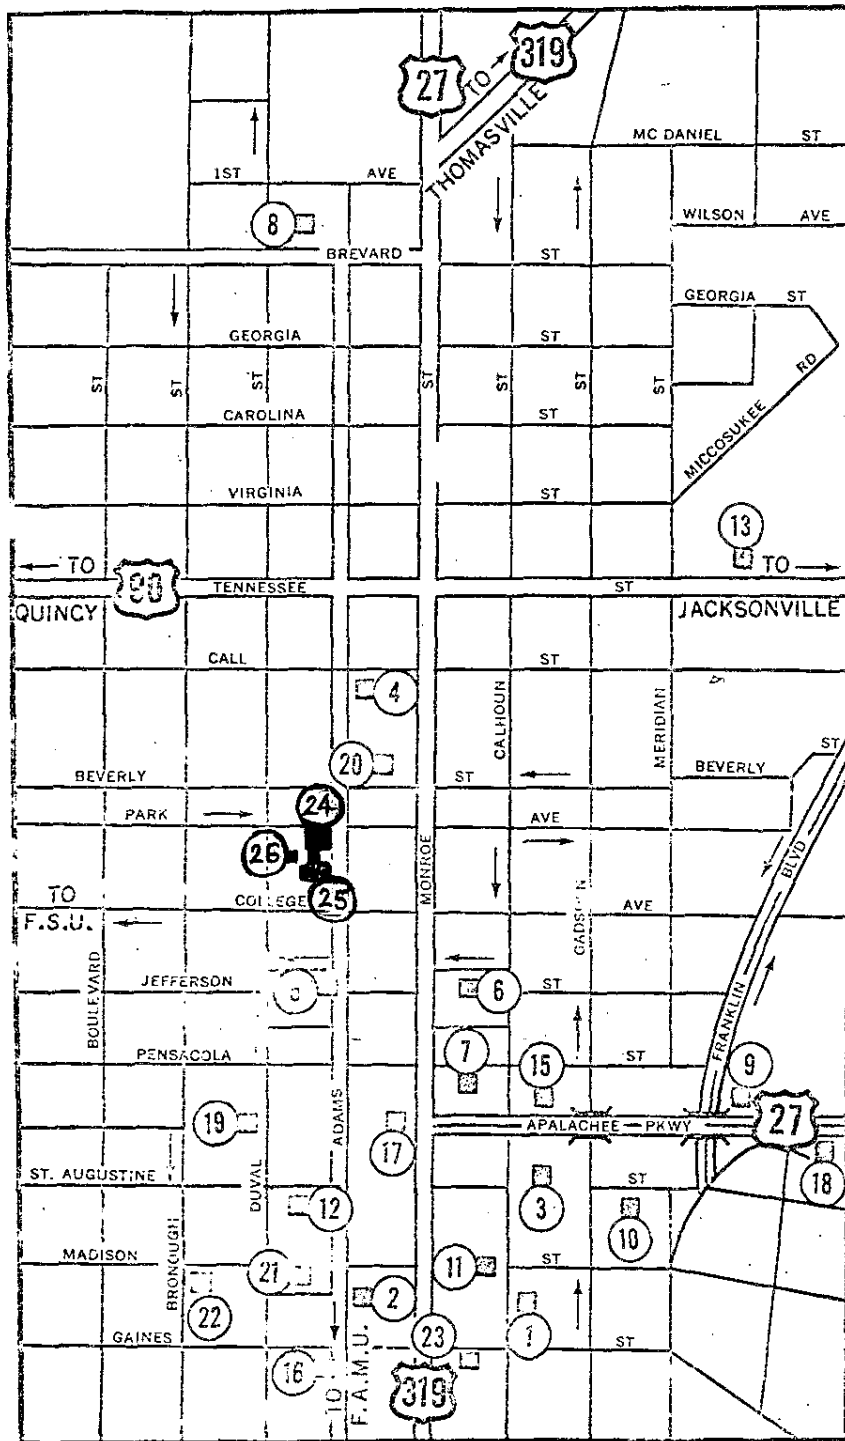 27
TO
319
THOMASVILLE
MC DANIEL ST
1ST AVE
8
WILSON AVE
BREVARD ST
GEORGIA ST
GEORGIA ST
ST
ST
ST
ST
ST
ST
ST
MICCOSUKEE RD
CAROLINA ST
VIRGINIA ST
13
TO
90
TENNESSEE ST
TO
QUINCY
JACKSONVILLE
CALL ST
4
CALHOUN
MERIDIAN
20
BEVERLY ST
BEVERLY ST
24
PARK AVE
26
MONROE
BLVD
25
TO
F.S.U.
COLLEGE AVE
GADSDEN
BOULEVARD
JEFFERSON ST
6
FRANKLIN
PENSACOLA ST
7
15
9
ADAMS
19
17
APALACHEE PKWY
27
ST. AUGUSTINE ST
DUVAL
12
3
10
18
BRONOUGH
MADISON ST
21
11
22
2
1
GAINES ST
23
16
TO
F.A.M.U.
319